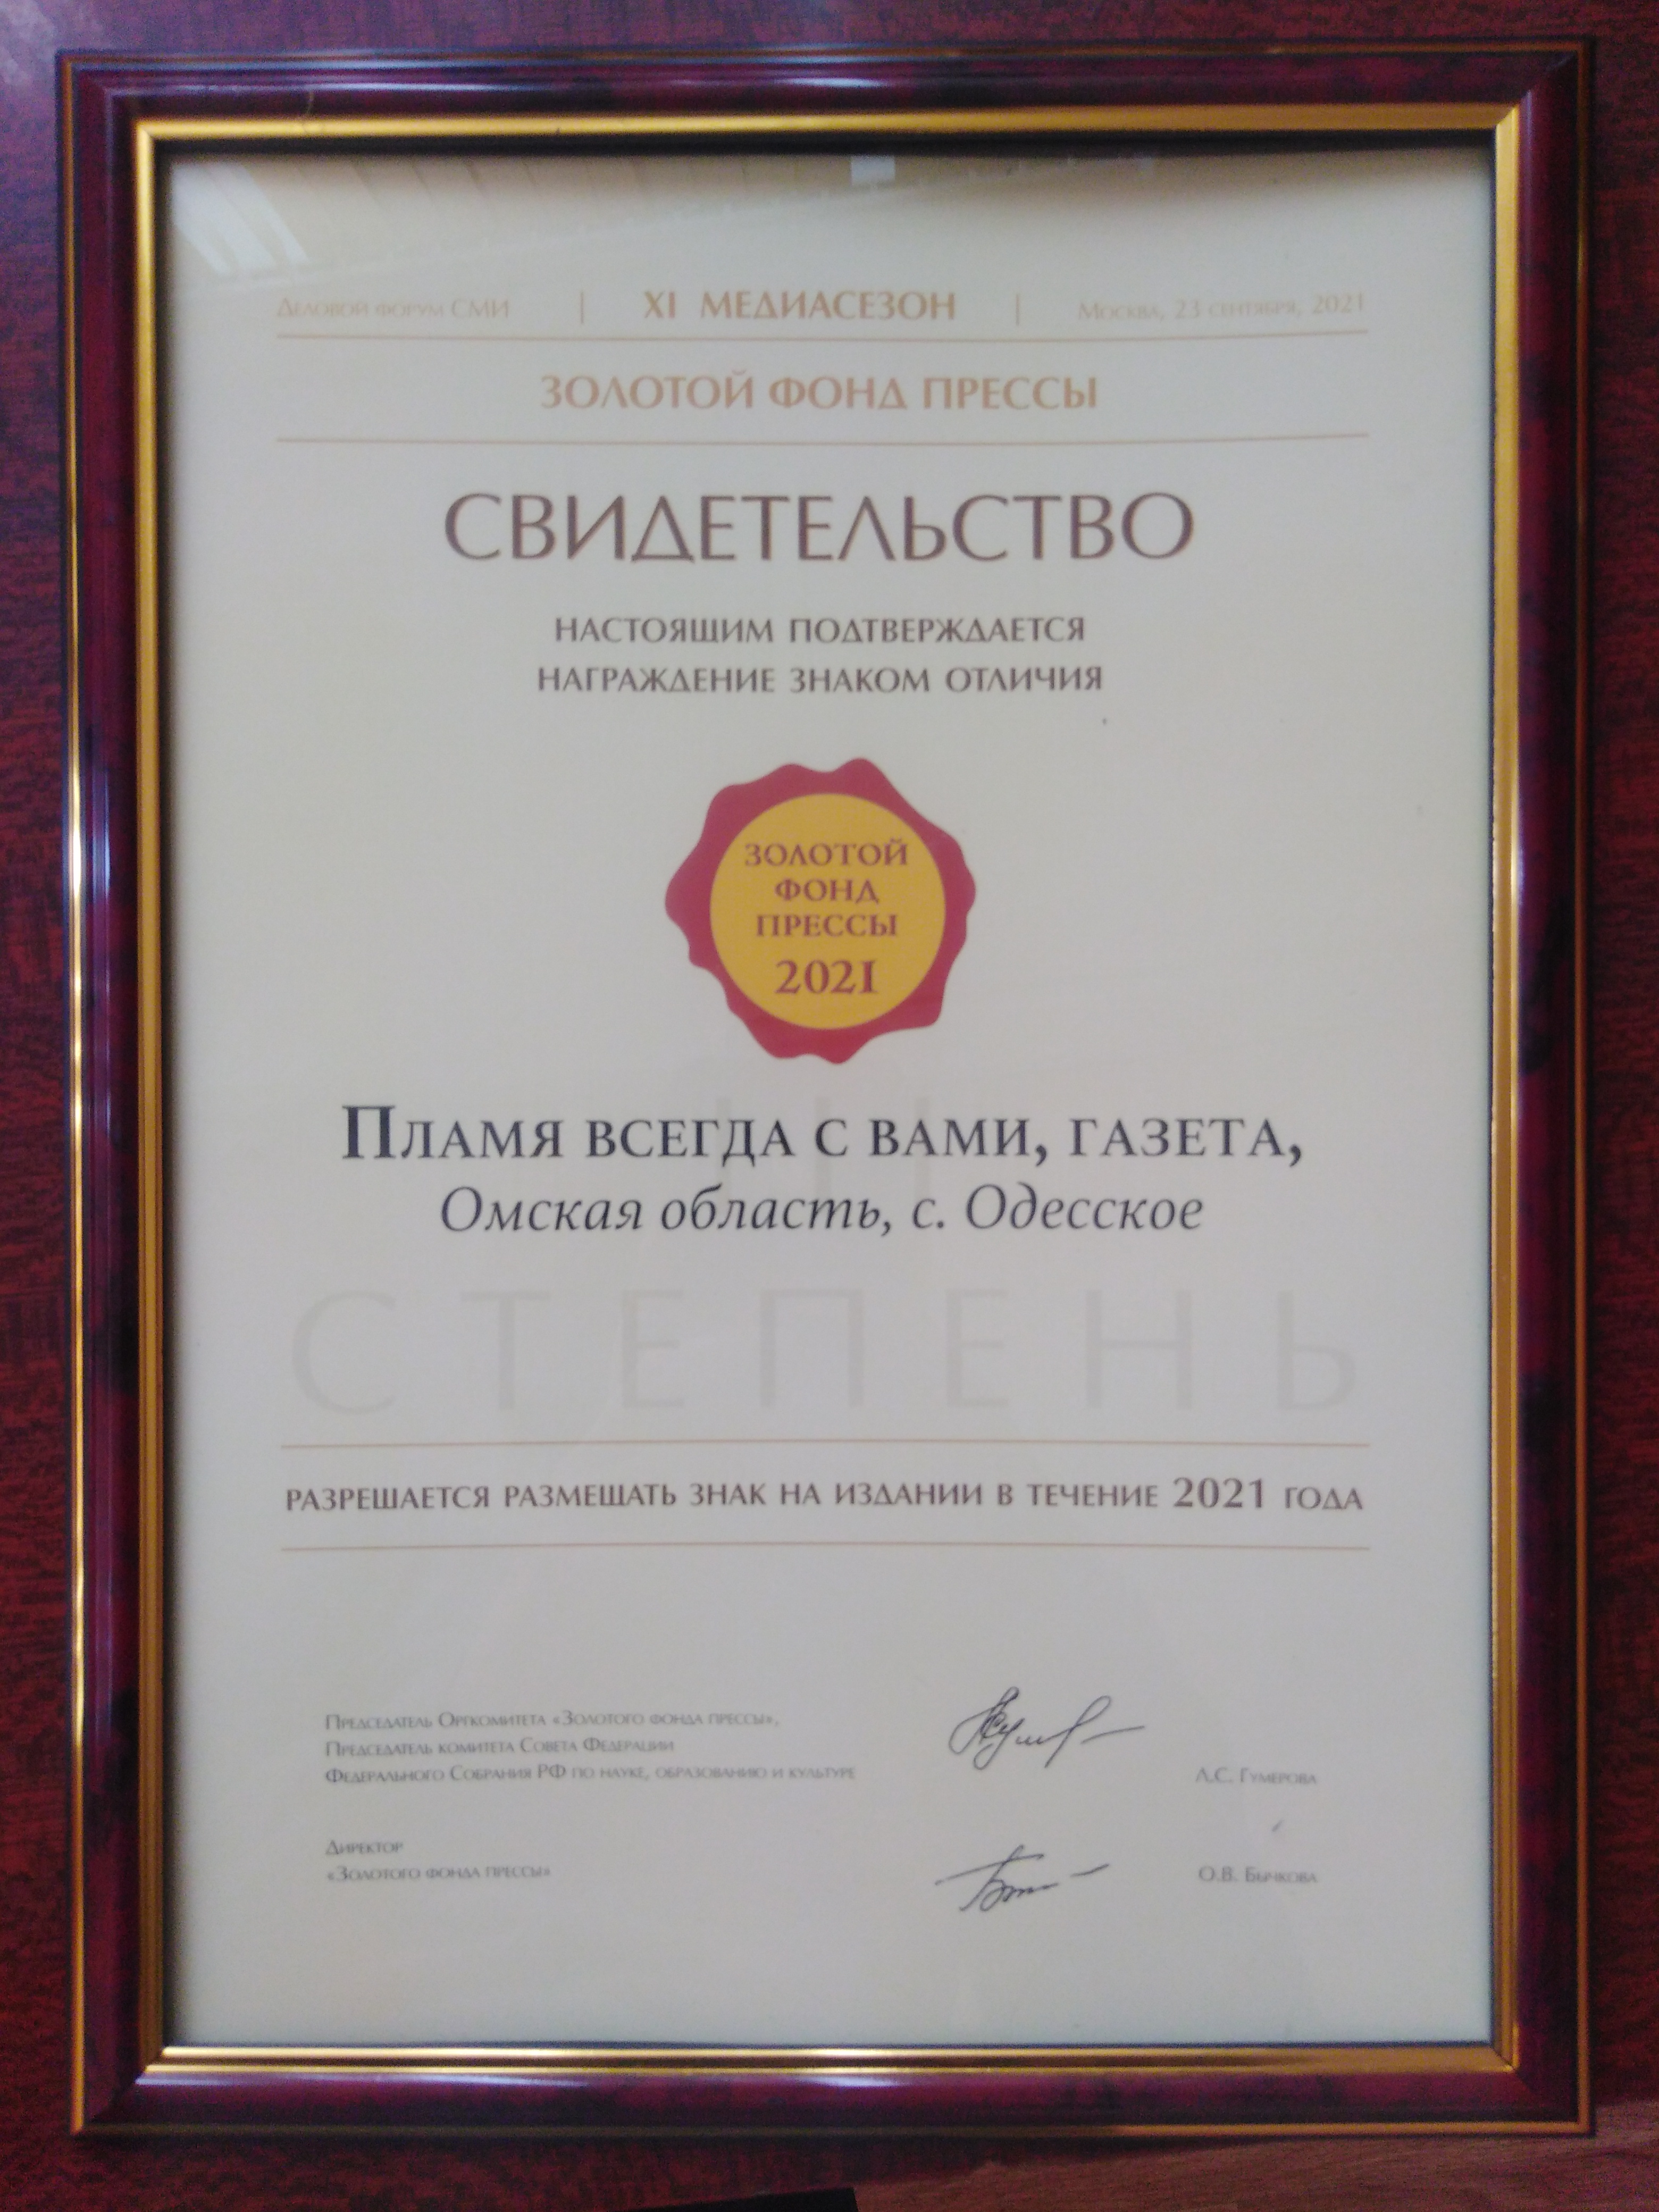 Деловой форум СМИ | XI МЕДИАСЕЗОН | Москва, 23 сентября, 2021
ЗОЛОТОЙ ФОНД ПРЕССЫ
СВИДЕТЕЛЬСТВО
НАСТОЯЩИМ ПОДТВЕРЖДАЕТСЯ
НАГРАЖДЕНИЕ ЗНАКОМ ОТЛИЧИЯ
ЗОЛОТОЙ
ФОНД
ПРЕССЫ
2021
III
Пламя всегда с вами, газета,
Омская область, с. Одесское
СТЕПЕНЬ
РАЗРЕШАЕТСЯ РАЗМЕЩАТЬ ЗНАК НА ИЗДАНИИ В ТЕЧЕНИЕ 2021 ГОДА
Председатель Оргкомитета «Золотого фонда прессы»,
Председатель комитета Совета Федерации
Федерального Собрания РФ по науке, образованию и культуре
Л.С. Гумерова
Директор
«Золотого фонда прессы»
О.В. Бычкова